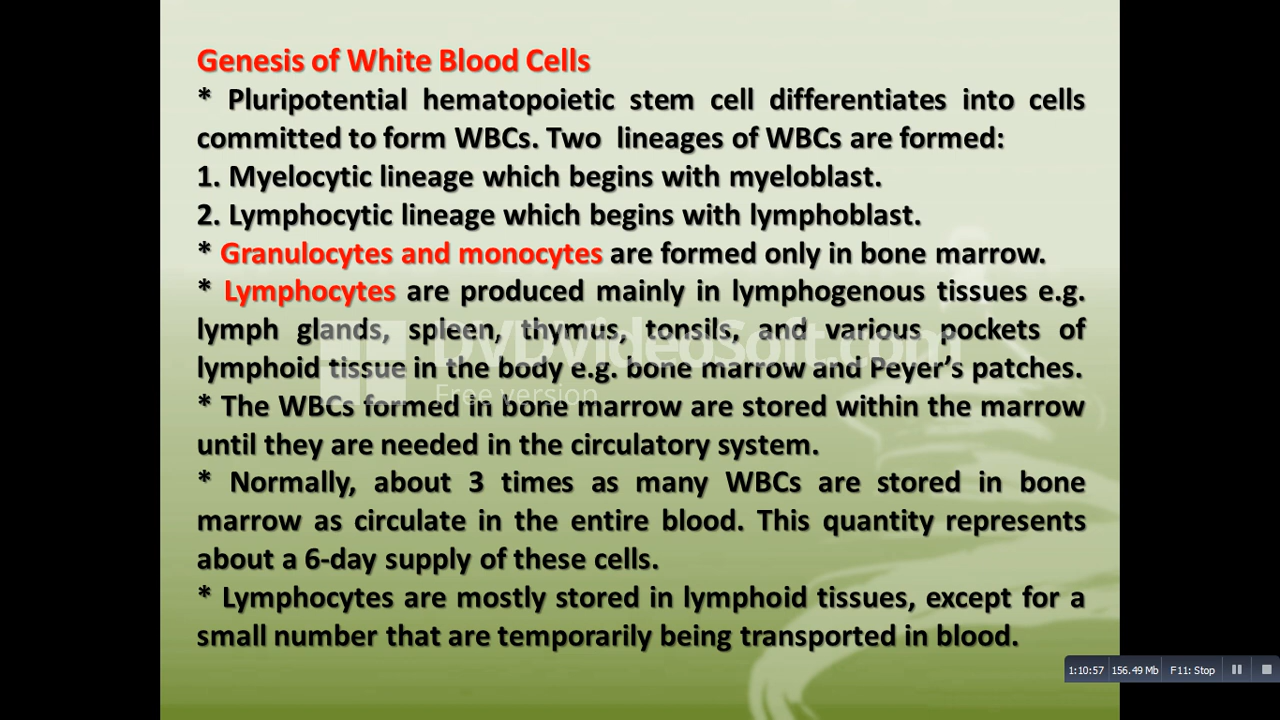 Genesis of White Blood Cells
* Pluripotential hematopoietic stem cell differentiates into cells
committed to form WBCs. Two lineages of WBCs are formed:
1. Myelocytic lineage which begins with myeloblast.
2. Lymphocytic lineage which begins with lymphoblast.
* Granulocytes and monocytes are formed only in bone marrow.
* Lymphocytes are produced mainly in lymphogenous tissues e.g.
lymph glands, spleen, thymus, tonsils, and various pockets of
DVDVideoSoft.com
lymphoid tissue in the body e.g. bone marrow and Peyer's patches.
Free version
* The WBCs formed in bone marrow are stored within the marrow
until they are needed in the circulatory system.
* Normally, about 3 times as many WBCs are stored in bone
marrow as circulate in the entire blood. This quantity represents
about a 6-day supply of these cells.
* Lymphocytes are mostly stored in lymphoid tissues, except for a
small number that are temporarily being transported in blood.
1:10:57 156.49 Mb F11: Stop